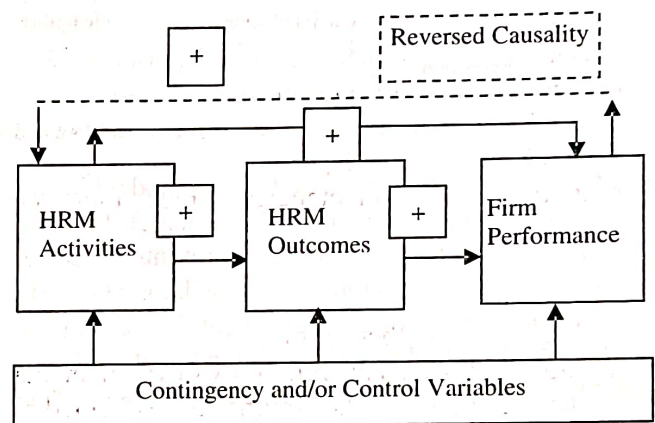 Reversed Causality
+
+
HRM
Activities
+
HRM
Outcomes
+
Firm
Performance
Contingency and/or Control Variables